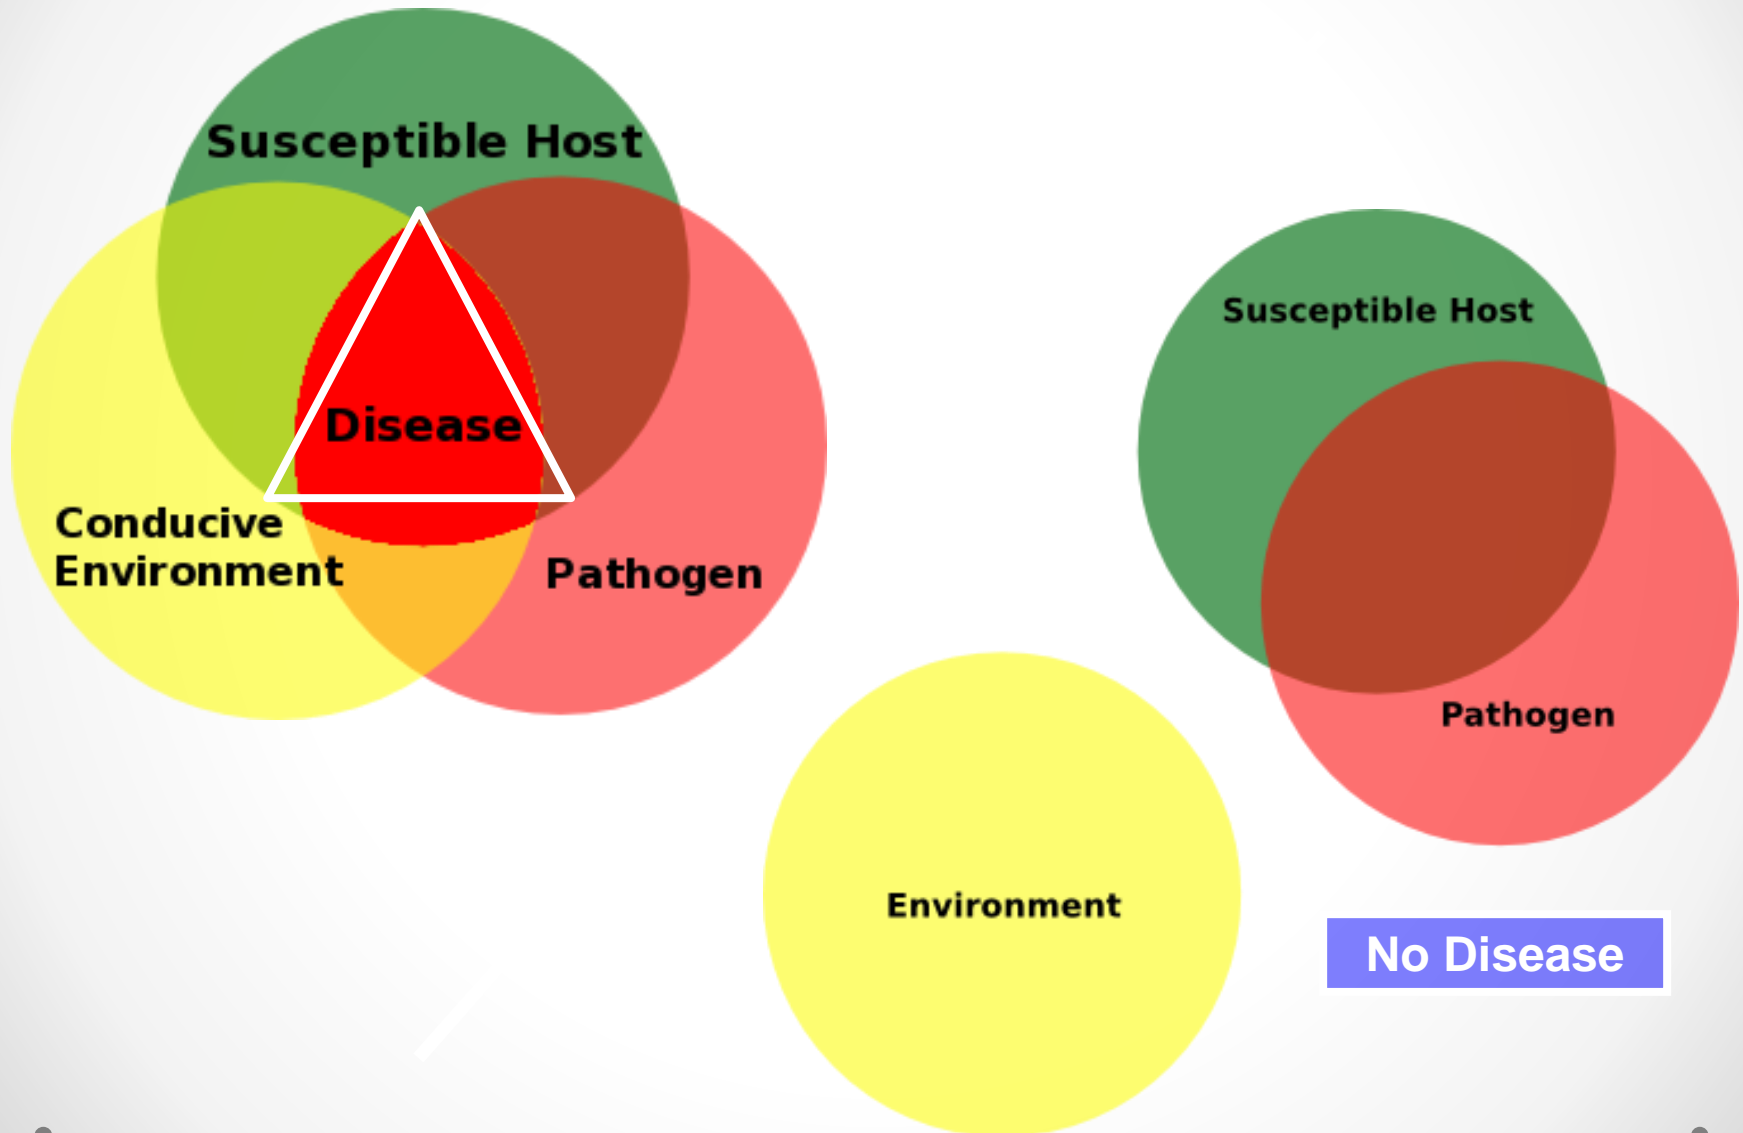 Susceptible Host
Disease
Conducive
Environment
Pathogen
Susceptible Host
Pathogen
Environment
No Disease